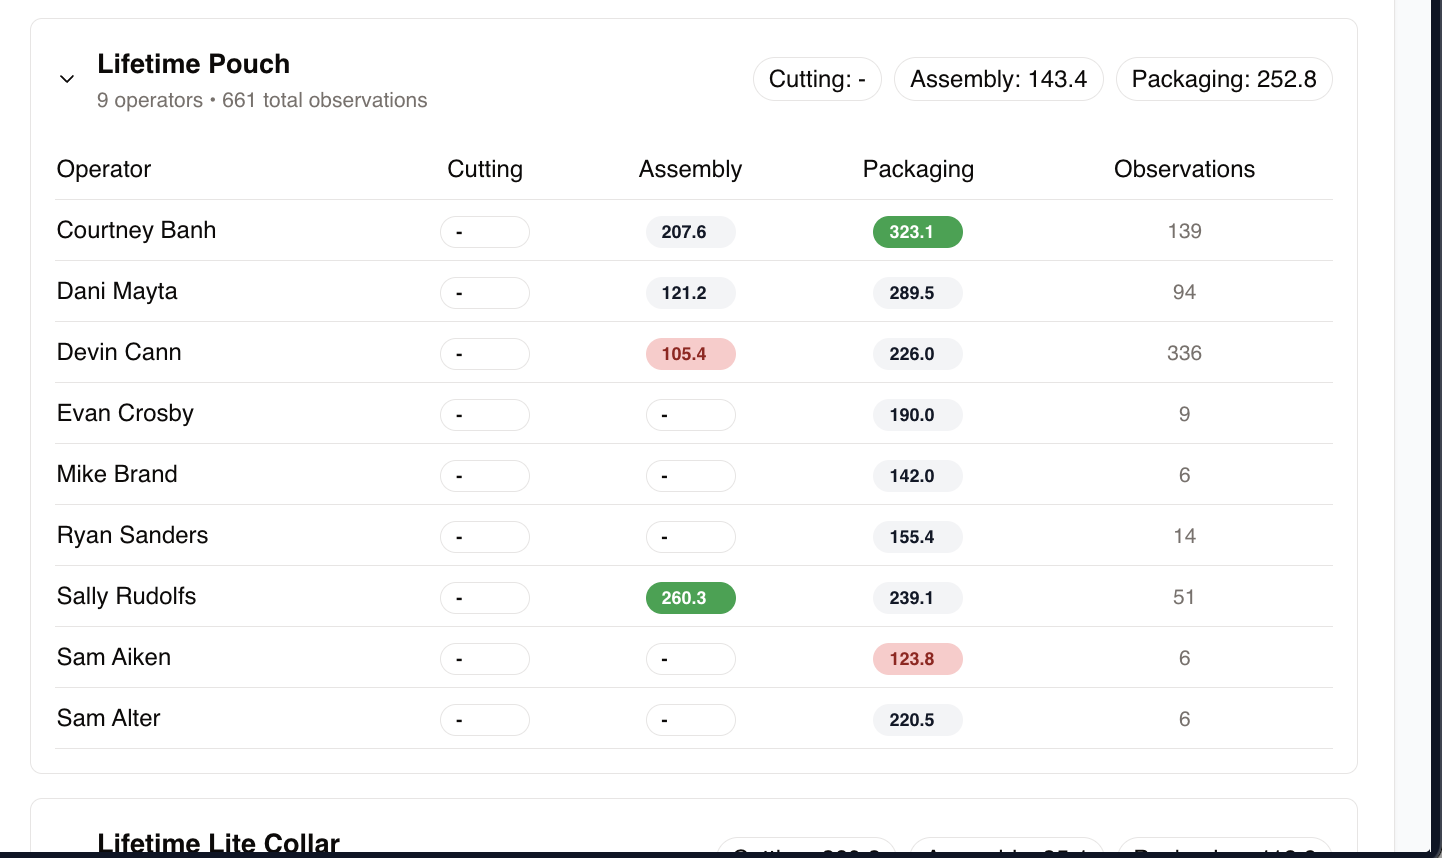 Lifetime Pouch
9 operators • 661 total observations
Cutting: -
Assembly: 143.4
Packaging: 252.8
Operator Cutting Assembly Packaging Observations
Courtney Banh - 207.6 323.1 139
Dani Mayta - 121.2 289.5 94
Devin Cann - 105.4 226.0 336
Evan Crosby - - 190.0 9
Mike Brand - - 142.0 6
Ryan Sanders - - 155.4 14
Sally Rudolfs - 260.3 239.1 51
Sam Aiken - - 123.8 6
Sam Alter - - 220.5 6
Lifetime Lite Collar